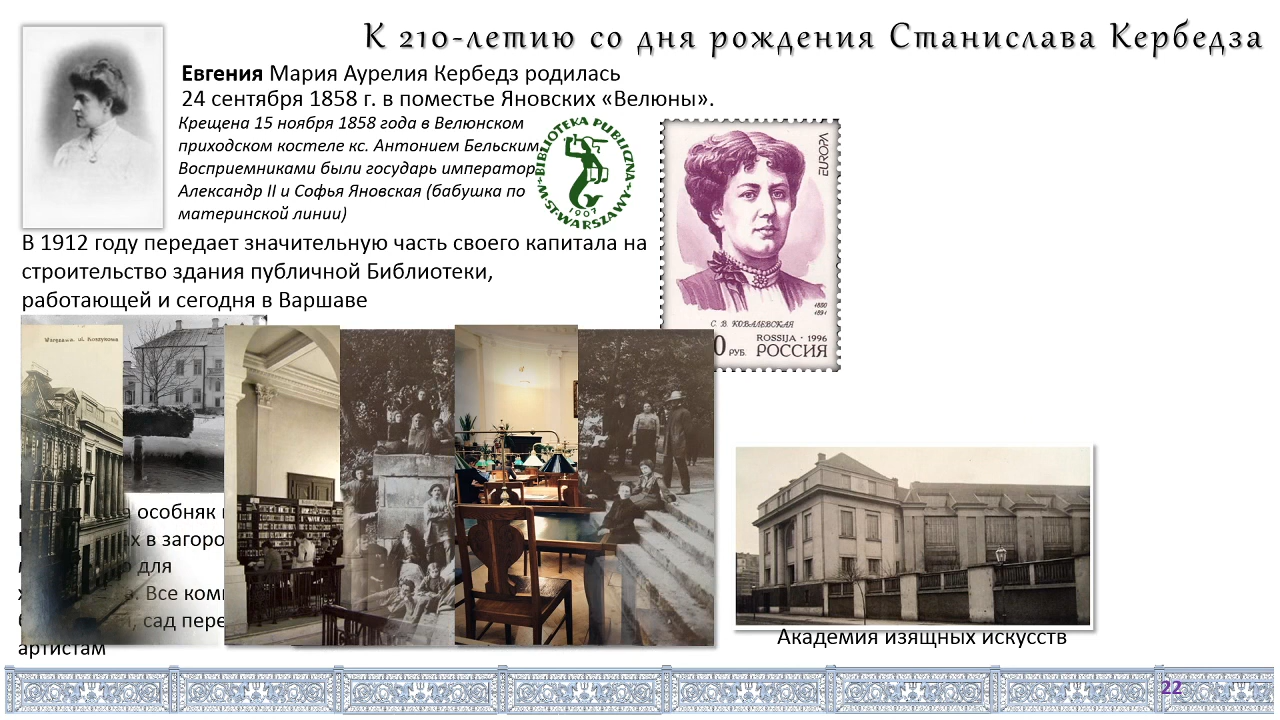 К 210-летию со дня рождения Станислава Кербедза
Евгения Мария Аурелия Кербедз родилась
24 сентября 1858 г. в поместье Яновских «Велюны».
Крещена 15 ноября 1858 года в Велюнском
приходском костеле кс. Антонием Бельским.
Восприемниками были государь император
Александр II и Софья Яновская (бабушка по
материнской линии)
BIBLIOTEKA PUBLICZNA
M·ST·WARSZAWY
1907
В 1912 году передает значительную часть своего капитала на
строительство здания публичной Библиотеки,
работающей и сегодня в Варшаве
EUROPA
1850
1891
С. В. КОВАЛЕВСКАЯ
0 РУБ.
ROSSIJA · 1996
РОССИЯ
Warszawa. ul. Koszykowa
особняк
в загоро
для
Все ком
сад пере
артистам
Академия изящных искусств
22